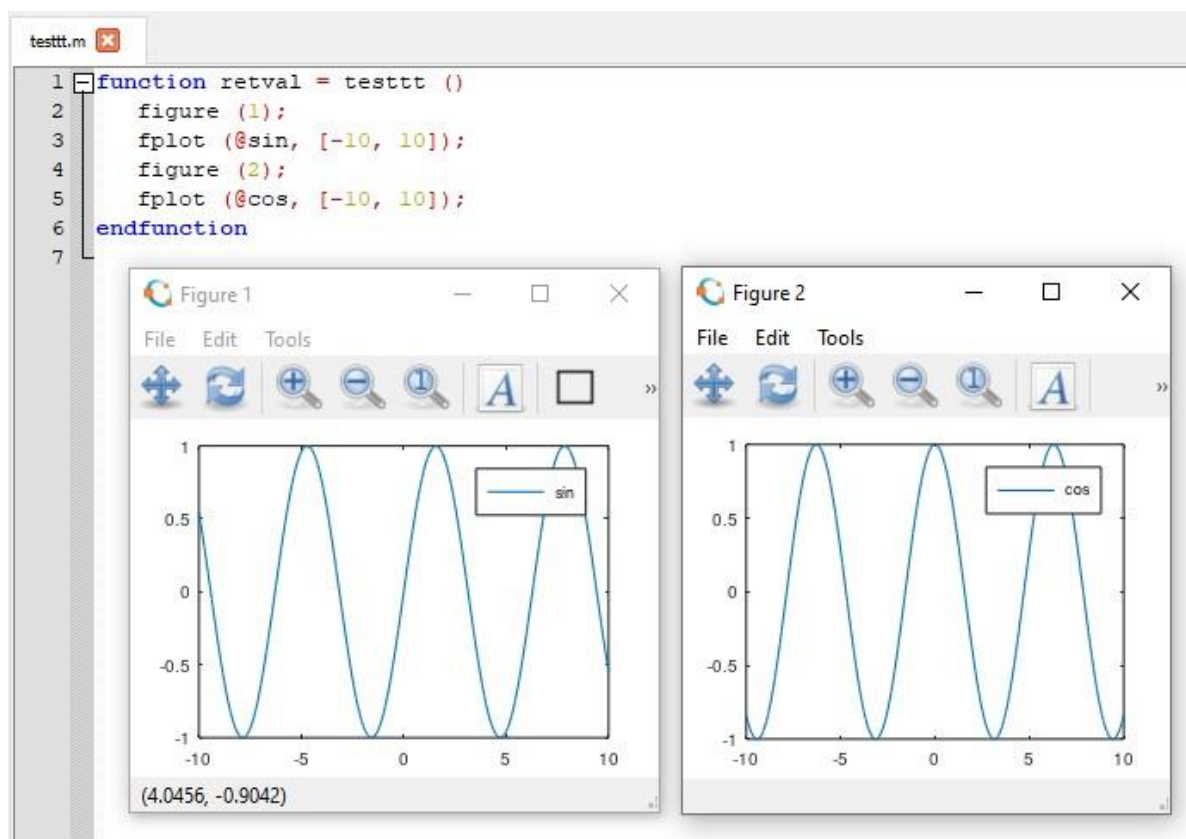 testtt.m
1 function retval = testtt ()
2 figure (1);
3 fplot (@sin, [-10, 10]);
4 figure (2);
5 fplot (@cos, [-10, 10]);
6 endfunction
7
Figure 1
File Edit Tools
1
A
»
1
0.5
0
-0.5
-1
-10 -5 0 5 10
sin
(4.0456, -0.9042)
Figure 2
File Edit Tools
1
A
»
1
0.5
0
-0.5
-1
-10 -5 0 5 10
cos